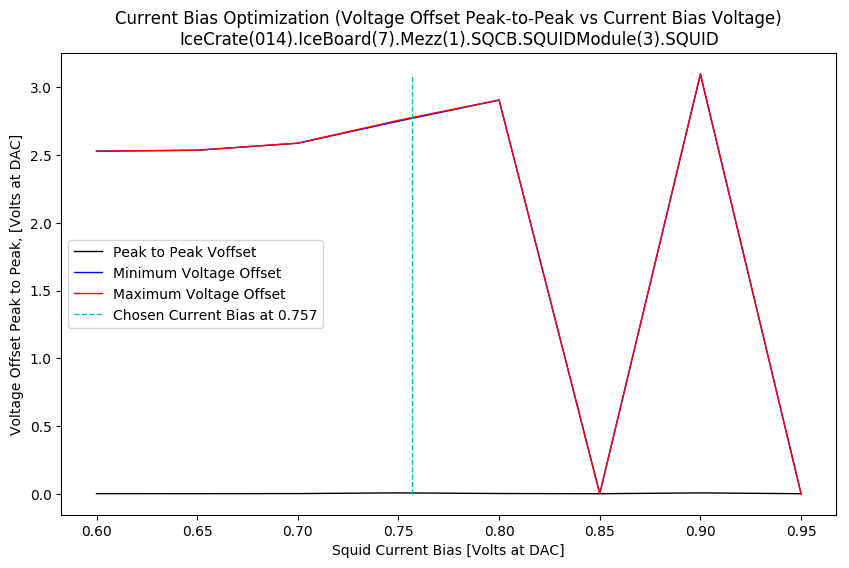 Current Bias Optimization (Voltage Offset Peak-to-Peak vs Current Bias Voltage)
IceCrate(014).IceBoard(7).Mezz(1).SQCB.SQUIDModule(3).SQUID
Voltage Offset Peak to Peak, [Volts at DAC]
3.0
2.5
2.0
1.5
1.0
0.5
0.0
Peak to Peak Voffset
Minimum Voltage Offset
Maximum Voltage Offset
Chosen Current Bias at 0.757
0.60 0.65 0.70 0.75 0.80 0.85 0.90 0.95
Squid Current Bias [Volts at DAC]